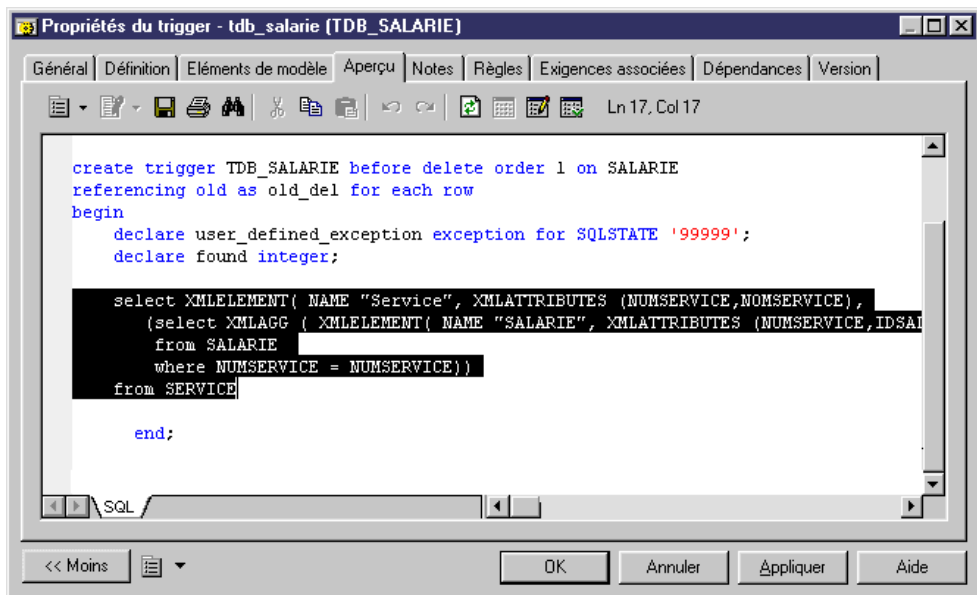 Propriétés du trigger - tdb_salarie (TDB_SALARIE)
Général Définition Eléments de modèle Aperçu Notes Règles Exigences associées Dépendances Version
Ln 17, Col 17
create trigger TDB_SALARIE before delete order 1 on SALARIE
referencing old as old_del for each row
begin
declare user_defined_exception exception for SQLSTATE '99999';
declare found integer;
select XMLELEMENT( NAME "Service", XMLATTRIBUTES (NUMSERVICE,NOMSERVICE),
(select XMLAGG ( XMLELEMENT( NAME "SALARIE", XMLATTRIBUTES (NUMSERVICE,
from SALARIE
where NUMSERVICE = NUMSERVICE))
from SERVICE
end;
SQL
<< Moins OK Annuler Appliquer Aide